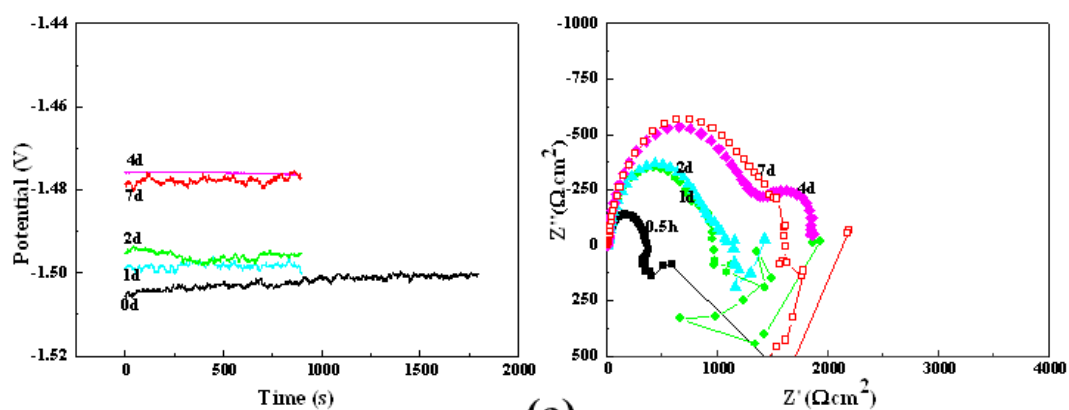 -1.44
-1.46
-1.48
-1.50
-1.52
Potential (V)
4d
7d
2d
1d
0d
0 500 1000 1500 2000
Time (s)
-1000
-750
-500
-250
0
250
500
Z''(Ωcm²)
2d
1d
0.5h
7d
4d
0 1000 2000 3000 4000
Z' (Ωcm²)